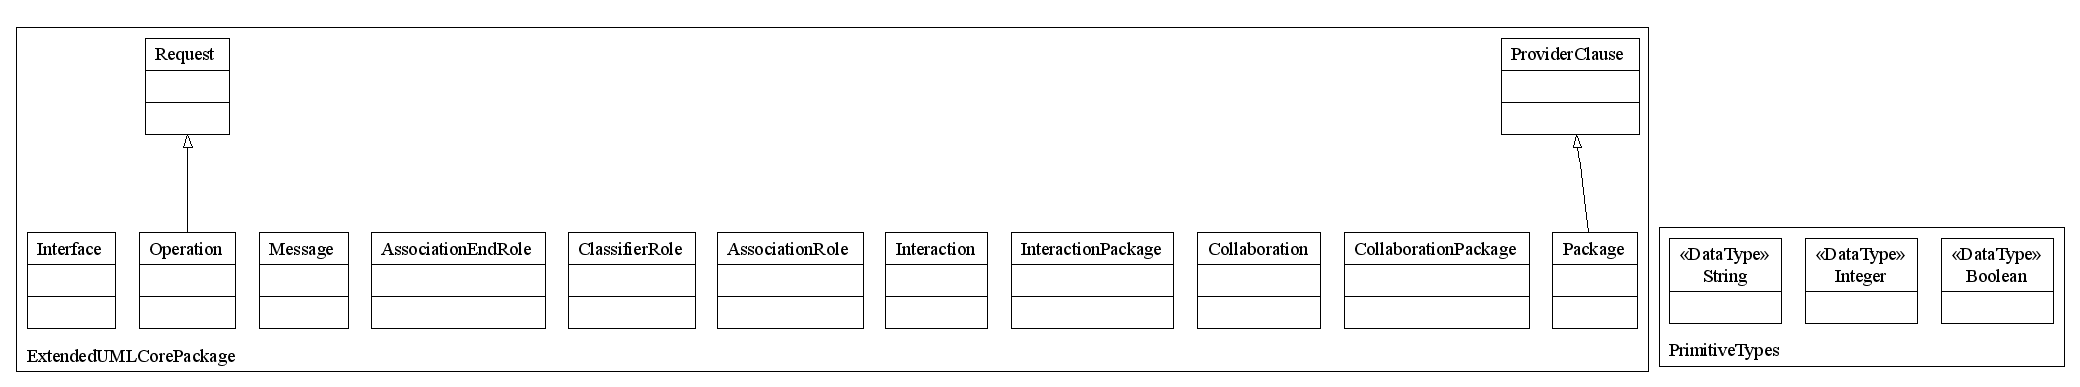 Request
ProviderClause
Interface
Operation
Message
AssociationEndRole
ClassifierRole
AssociationRole
Interaction
InteractionPackage
Collaboration
CollaborationPackage
Package
ExtendedUMLCorePackage
«DataType»
String
«DataType»
Integer
«DataType»
Boolean
PrimitiveTypes